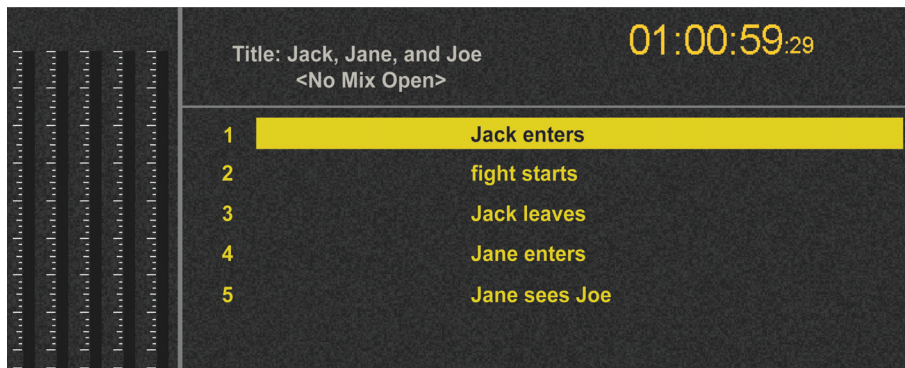 Title: Jack, Jane, and Joe
<No Mix Open>
01:00:59:29
1 Jack enters
2 fight starts
3 Jack leaves
4 Jane enters
5 Jane sees Joe